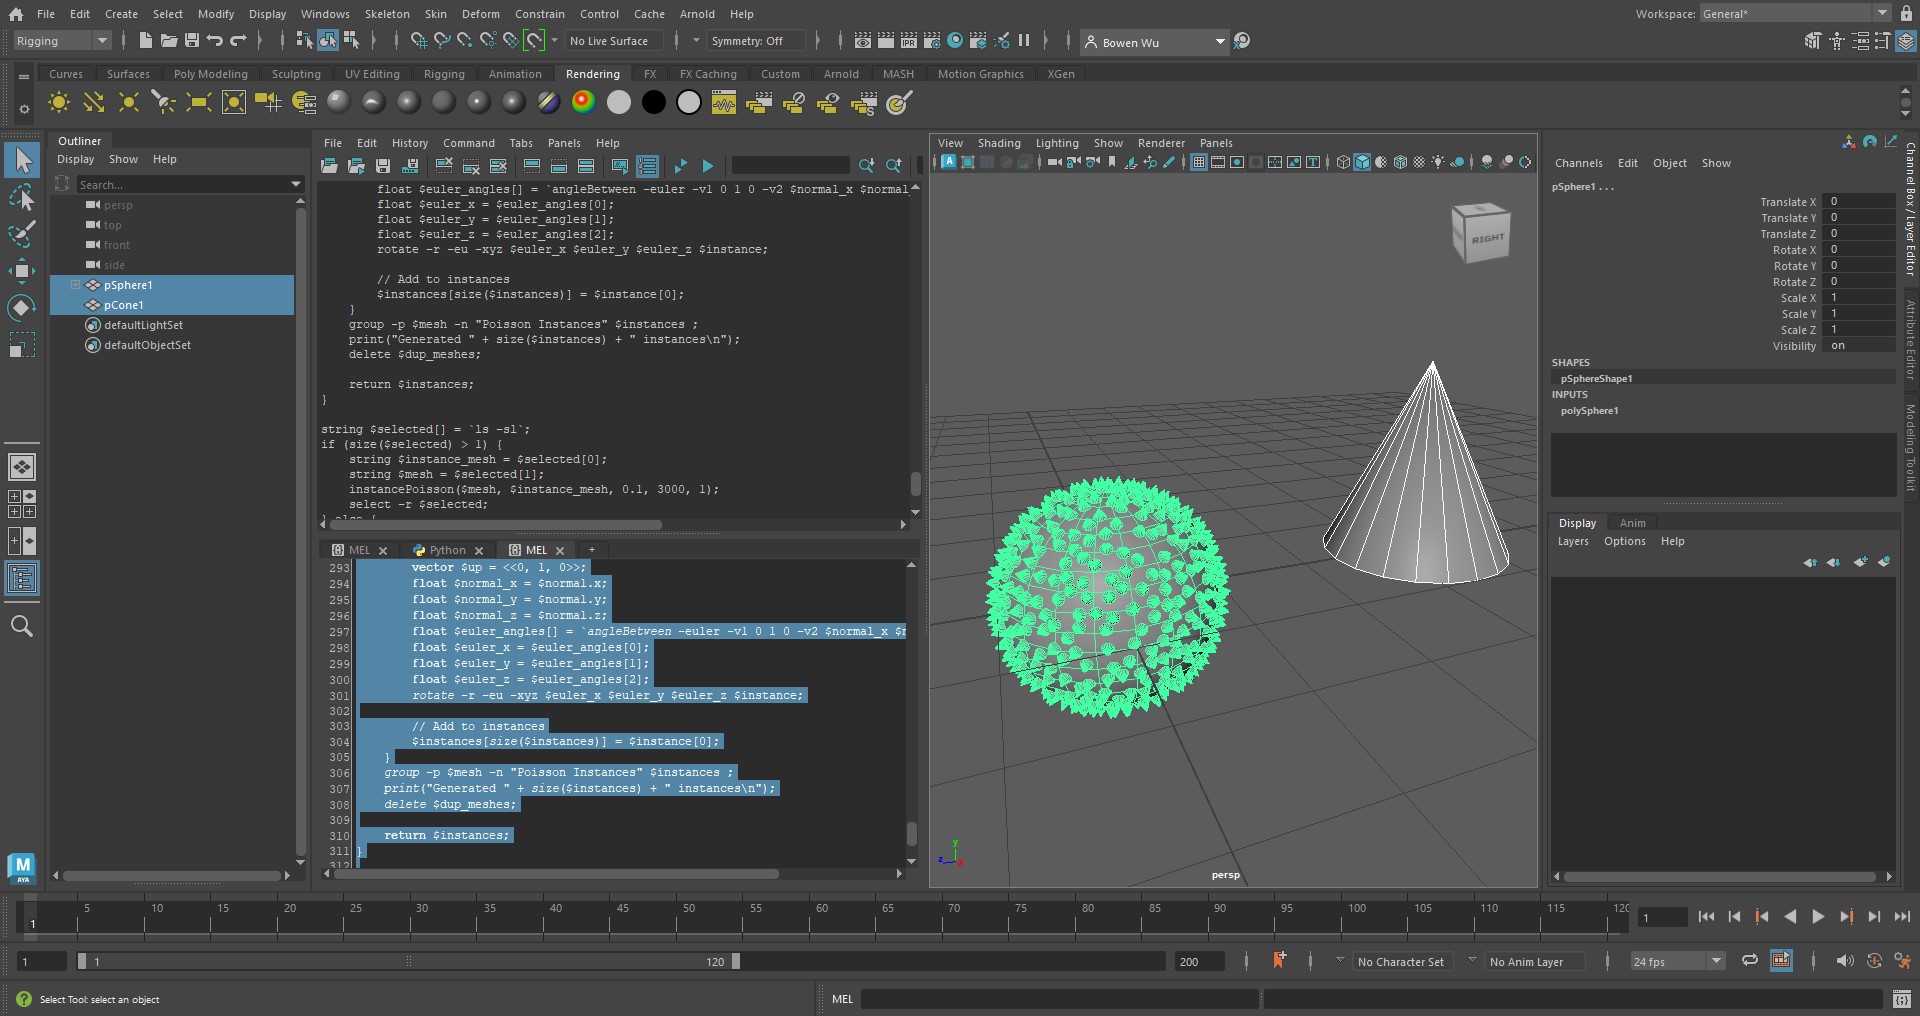 File Edit Create Select Modify Display Windows Skeleton Skin Deform Constrain Control Cache Arnold Help
Workspace: General*
Rigging
No Live Surface
Symmetry: Off
IPR
Bowen Wu
Curves Surfaces Poly Modeling Sculpting UV Editing Rigging Animation Rendering FX FX Caching Custom Arnold MASH Motion Graphics XGen
Outliner
Display Show Help
Search...
persp
top
front
side
pSphere1
pCone1
defaultLightSet
defaultObjectSet
M
AYA
File Edit History Command Tabs Panels Help
float $euler_angles[] = `angleBetween -euler -v1 0 1 0 -v2 $normal_x $normal_
float $euler_x = $euler_angles[0];
float $euler_y = $euler_angles[1];
float $euler_z = $euler_angles[2];
rotate -r -eu -xyz $euler_x $euler_y $euler_z $instance;
// Add to instances
$instances[size($instances)] = $instance[0];
}
group -p $mesh -n "Poisson Instances" $instances ;
print("Generated " + size($instances) + " instances\n");
delete $dup_meshes;
return $instances;
}
string $selected[] = `ls -sl`;
if (size($selected) > 1) {
string $instance_mesh = $selected[0];
string $mesh = $selected[1];
instancePoisson($mesh, $instance_mesh, 0.1, 3000, 1);
select -r $selected;
} else {
MEL
Python
MEL
+
293 vector $up = <<0, 1, 0>>;
294 float $normal_x = $normal.x;
295 float $normal_y = $normal.y;
296 float $normal_z = $normal.z;
297 float $euler_angles[] = `angleBetween -euler -v1 0 1 0 -v2 $normal_x $n
298 float $euler_x = $euler_angles[0];
299 float $euler_y = $euler_angles[1];
300 float $euler_z = $euler_angles[2];
301 rotate -r -eu -xyz $euler_x $euler_y $euler_z $instance;
302
303 // Add to instances
304 $instances[size($instances)] = $instance[0];
305 }
306 group -p $mesh -n "Poisson Instances" $instances ;
307 print("Generated " + size($instances) + " instances\n");
308 delete $dup_meshes;
309
310 return $instances;
311 }
312
View Shading Lighting Show Renderer Panels
RIGHT
y
z x
persp
Channels Edit Object Show
pSphere1 . . .
Translate X 0
Translate Y 0
Translate Z 0
Rotate X 0
Rotate Y 0
Rotate Z 0
Scale X 1
Scale Y 1
Scale Z 1
Visibility on
SHAPES
pSphereShape1
INPUTS
polySphere1
Display Anim
Layers Options Help
Channel Box / Layer Editor
Attribute Editor
Modeling Toolkit
1 5 10 15 20 25 30 35 40 45 50 55 60 65 70 75 80 85 90 95 100 105 110 115 120
1
1 1 120 200
No Character Set
No Anim Layer
24 fps
Select Tool: select an object
MEL